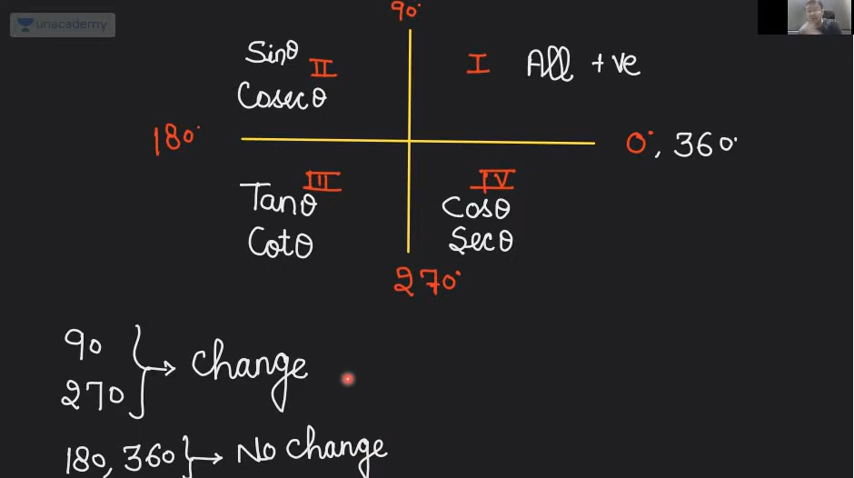 unacademy
90°
Sinθ
II
Cosecθ
I All +ve
180°
0°, 360°
III
Tanθ
Cotθ
IV
Cosθ
Secθ
270°
90
270
→ Change
180, 360 → No Change